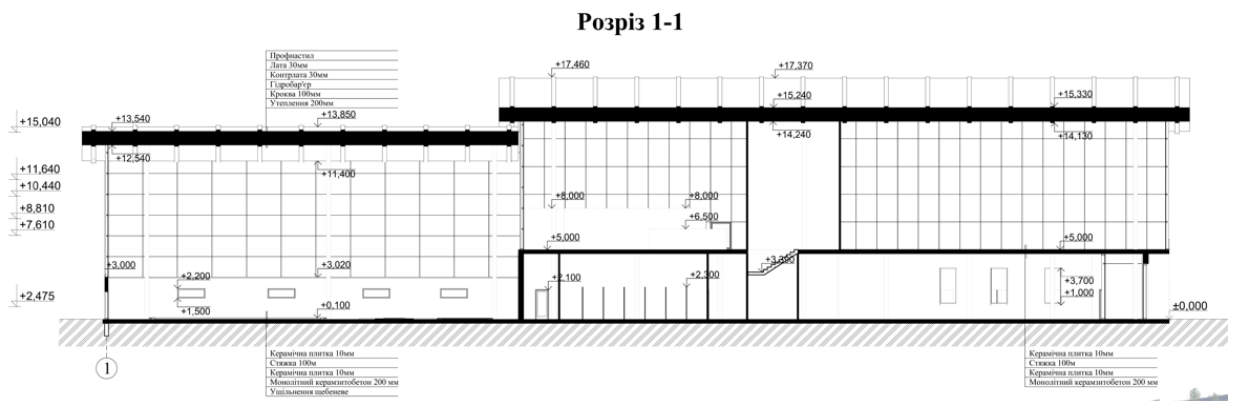 Розріз 1-1
Профнастил
Лата 30мм
Контрлата 30мм
Гідробар'єр
Кроква 100мм
Утеплення 200мм
+17,460
+17.370
+15,240
+15,330
+14,240
+14,130
+15,040
+13,540
+13,850
+12,540
+11,640
+11,400
+10,440
+8,810
+8,000
+8,000
+7,610
+6,500
+5,000
+5,000
+3,000
+3,020
+2,200
+2,100
+2,300
+3,700
+1,000
+2,475
+1,500
+0,100
±0,000
1
Керамічна плитка 10мм
Стяжка 100м
Керамічна плитка 10мм
Монолітний керамзитобетон 200 мм
Ущільнення щебеневе
Керамічна плитка 10мм
Стяжка 100м
Керамічна плитка 10мм
Монолітний керамзитобетон 200 мм